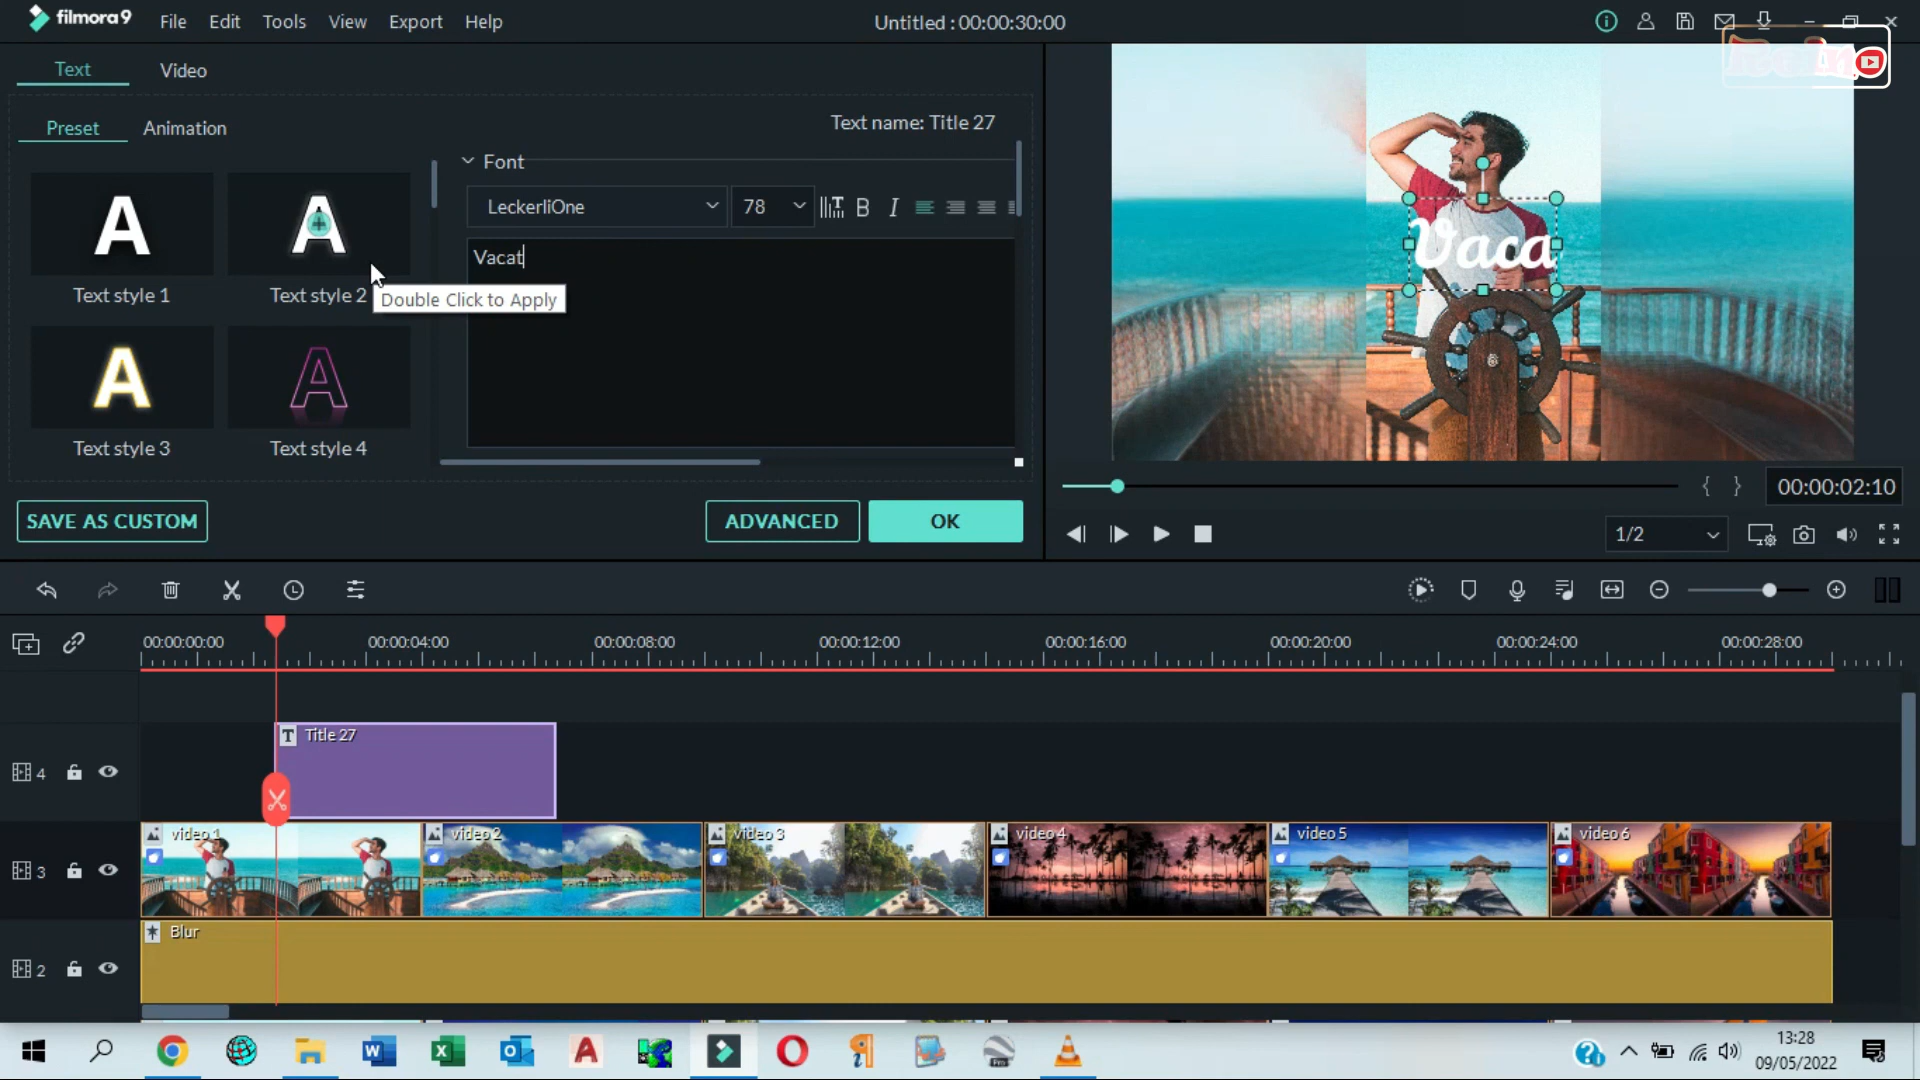 filmora9 File Edit Tools View Export Help Untitled : 00:00:30:00
Text Video
Preset Animation Text name: Title 27
Font
LeckerliOne 78 B I
Vacat
A A
Text style 1 Text style 2
Double Click to Apply
A A
Text style 3 Text style 4
SAVE AS CUSTOM ADVANCED OK
Vaca
{ } 00:00:02:10
1/2
00:00:00:00 00:00:04:00 00:00:08:00 00:00:12:00 00:00:16:00 00:00:20:00 00:00:24:00 00:00:28:00
T Title 27
4
video 1 video 2 video 3 video 4 video 5 video 6
3
Blur
2
13:28
09/05/2022